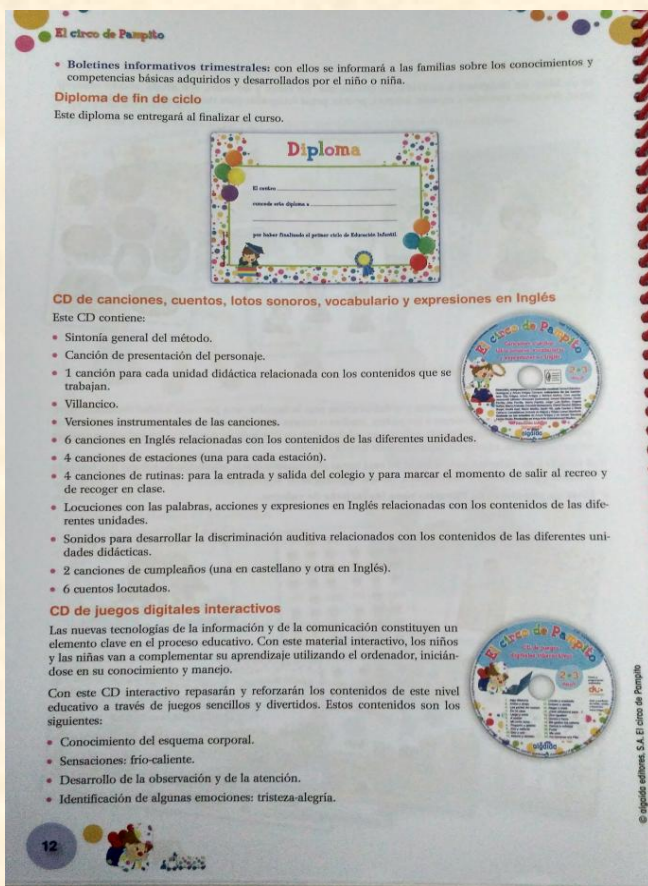 El circo de Pampito
• Boletines informativos trimestrales: con ellos se informará a las familias sobre los conocimientos y
competencias básicas adquiridos y desarrollados por el niño o niña.
Diploma de fin de ciclo
Este diploma se entregará al finalizar el curso.
Diploma
El centro
concede este diploma a
por haber finalizado el primer ciclo de Educación Infantil
CD de canciones, cuentos, lotos sonoros, vocabulario y expresiones en Inglés
Este CD contiene:
• Sintonía general del método.
• Canción de presentación del personaje.
• 1 canción para cada unidad didáctica relacionada con los contenidos que se
trabajan.
• Villancico.
• Versiones instrumentales de las canciones.
• 6 canciones en Inglés relacionadas con los contenidos de las diferentes unidades.
• 4 canciones de estaciones (una para cada estación).
• 4 canciones de rutinas: para la entrada y salida del colegio y para marcar el momento de salir al recreo y
de recoger en clase.
• Locuciones con las palabras, acciones y expresiones en Inglés relacionadas con los contenidos de las dife-
rentes unidades.
• Sonidos para desarrollar la discriminación auditiva relacionados con los contenidos de las diferentes uni-
dades didácticas.
• 2 canciones de cumpleaños (una en castellano y otra en Inglés).
• 6 cuentos locutados.
El circo de Pampito
2-3
algaida
CD de juegos digitales interactivos
Las nuevas tecnologías de la información y de la comunicación constituyen un
elemento clave en el proceso educativo. Con este material interactivo, los niños
y las niñas van a complementar su aprendizaje utilizando el ordenador, inicián-
dose en su conocimiento y manejo.
Con este CD interactivo repasarán y reforzarán los contenidos de este nivel
educativo a través de juegos sencillos y divertidos. Estos contenidos son los
siguientes:
• Conocimiento del esquema corporal.
• Sensaciones: frío-caliente.
• Desarrollo de la observación y de la atención.
• Identificación de algunas emociones: tristeza-alegría.
El circo de Pampito
CD de juegos
digitales interactivos
2-3
algaida
© algaida editores, S.A. El circo de Pampito
12